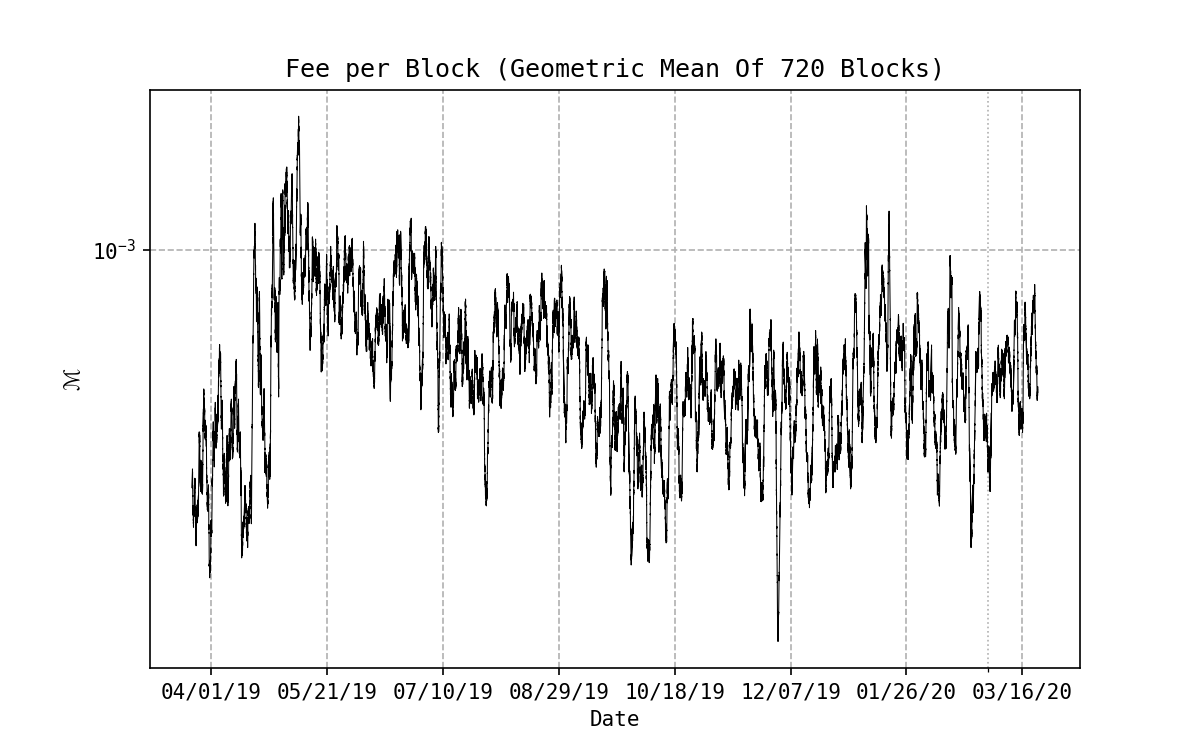 Fee per Block (Geometric Mean Of 720 Blocks)
10⁻³
ℳ
04/01/19 05/21/19 07/10/19 08/29/19 10/18/19 12/07/19 01/26/20 03/16/20
Date